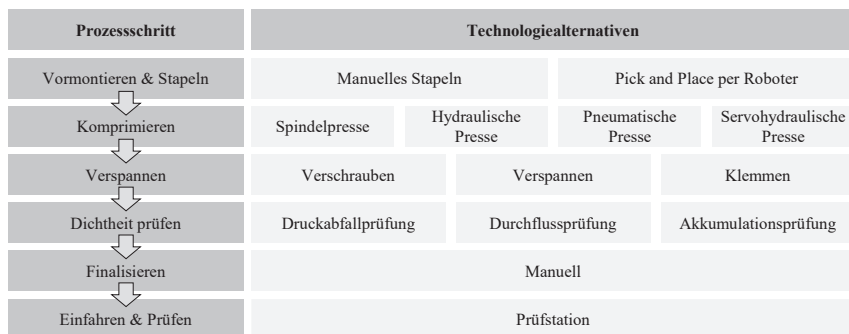 Prozessschritt
Technologiealternativen
Vormontieren & Stapeln
Manuelles Stapeln
Pick and Place per Roboter
Komprimieren
Spindelpresse
Hydraulische
Presse
Pneumatische
Presse
Servohydraulische
Presse
Verspannen
Verschrauben
Verspannen
Klemmen
Dichtheit prüfen
Druckabfallprüfung
Durchflussprüfung
Akkumulationsprüfung
Finalisieren
Manuell
Einfahren & Prüfen
Prüfstation